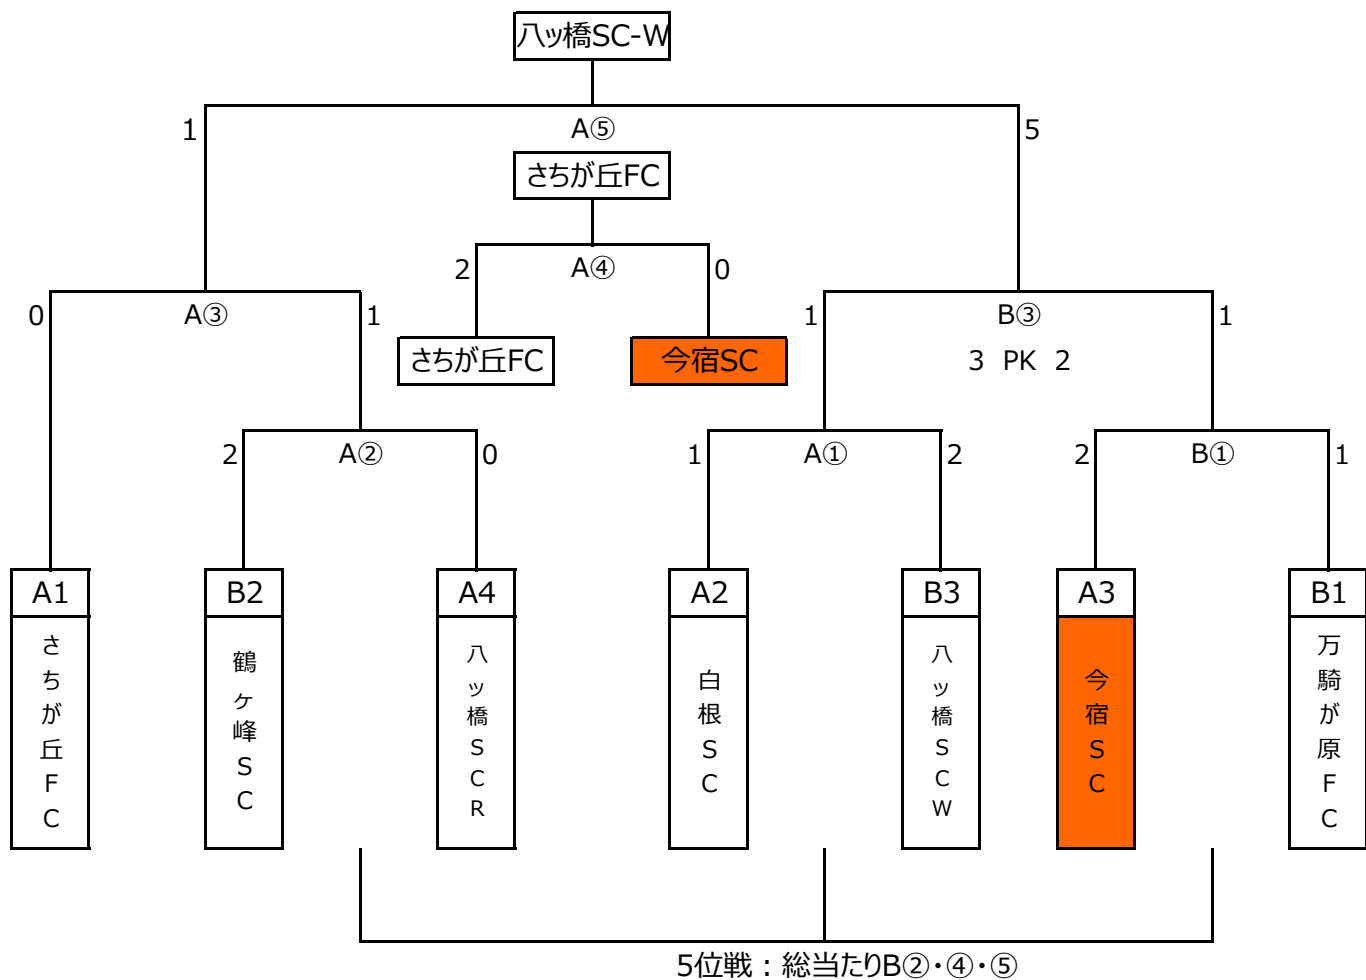 八ッ橋SC-W
1 A⑤ 5
さちが丘FC
2 A④ 0
0 A③ 1
1 B③ 1
さちが丘FC 今宿SC
3 PK 2
2 A② 0
1 A① 2
2 B① 1
A1 B2 A4 A2 B3 A3 B1
さちが丘FC
鶴ヶ峰SC
八ッ橋SCR
白根SC
八ッ橋SCW
今宿SC
万騎が原FC
5位戦：総当たりB②・④・⑤